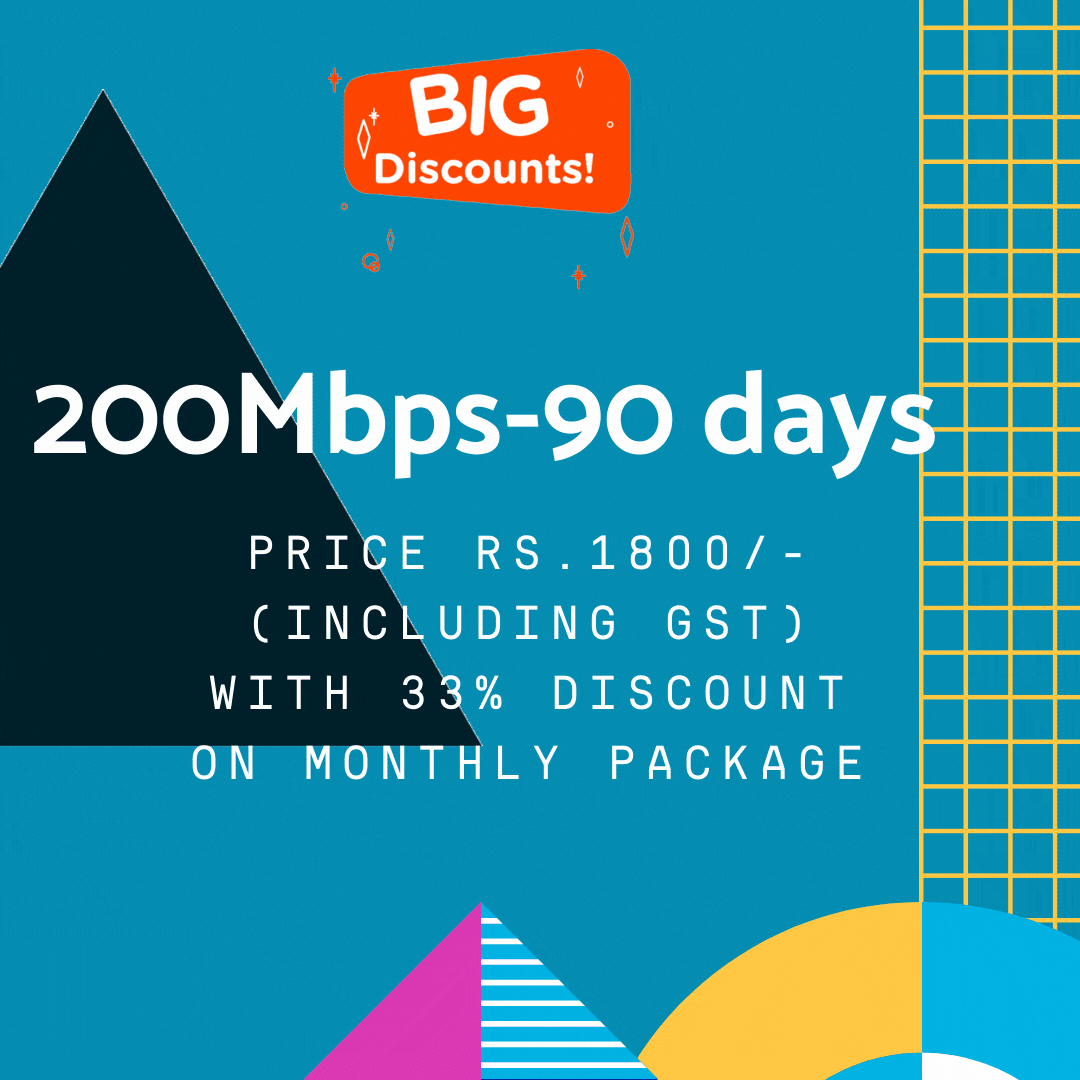 BIG
Discounts!
200Mbps-90 days
PRICE RS.1800/-
(INCLUDING GST)
WITH 33% DISCOUNT
ON MONTHLY PACKAGE